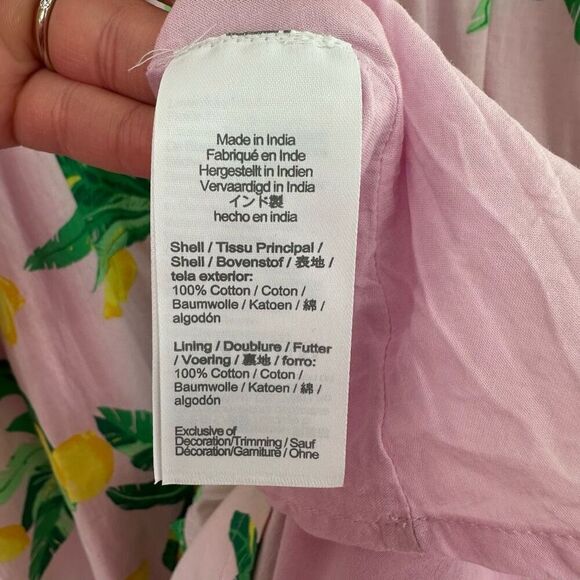 Made in India
Fabriqué en Inde
Hergestellt in Indien
Vervaardigd in India
インド製
hecho en india
Shell / Tissu Principal /
Shell / Bovenstof / 表地 /
tela exterior:
100% Cotton / Coton /
Baumwolle / Katoen / 綿 /
algodón
Lining / Doublure / Futter
/ Voering / 裏地 / forro:
100% Cotton / Coton /
Baumwolle / Katoen / 綿 /
algodón
Exclusive of
Decoration/Trimming / Sauf
Décoration/Garniture / Ohne